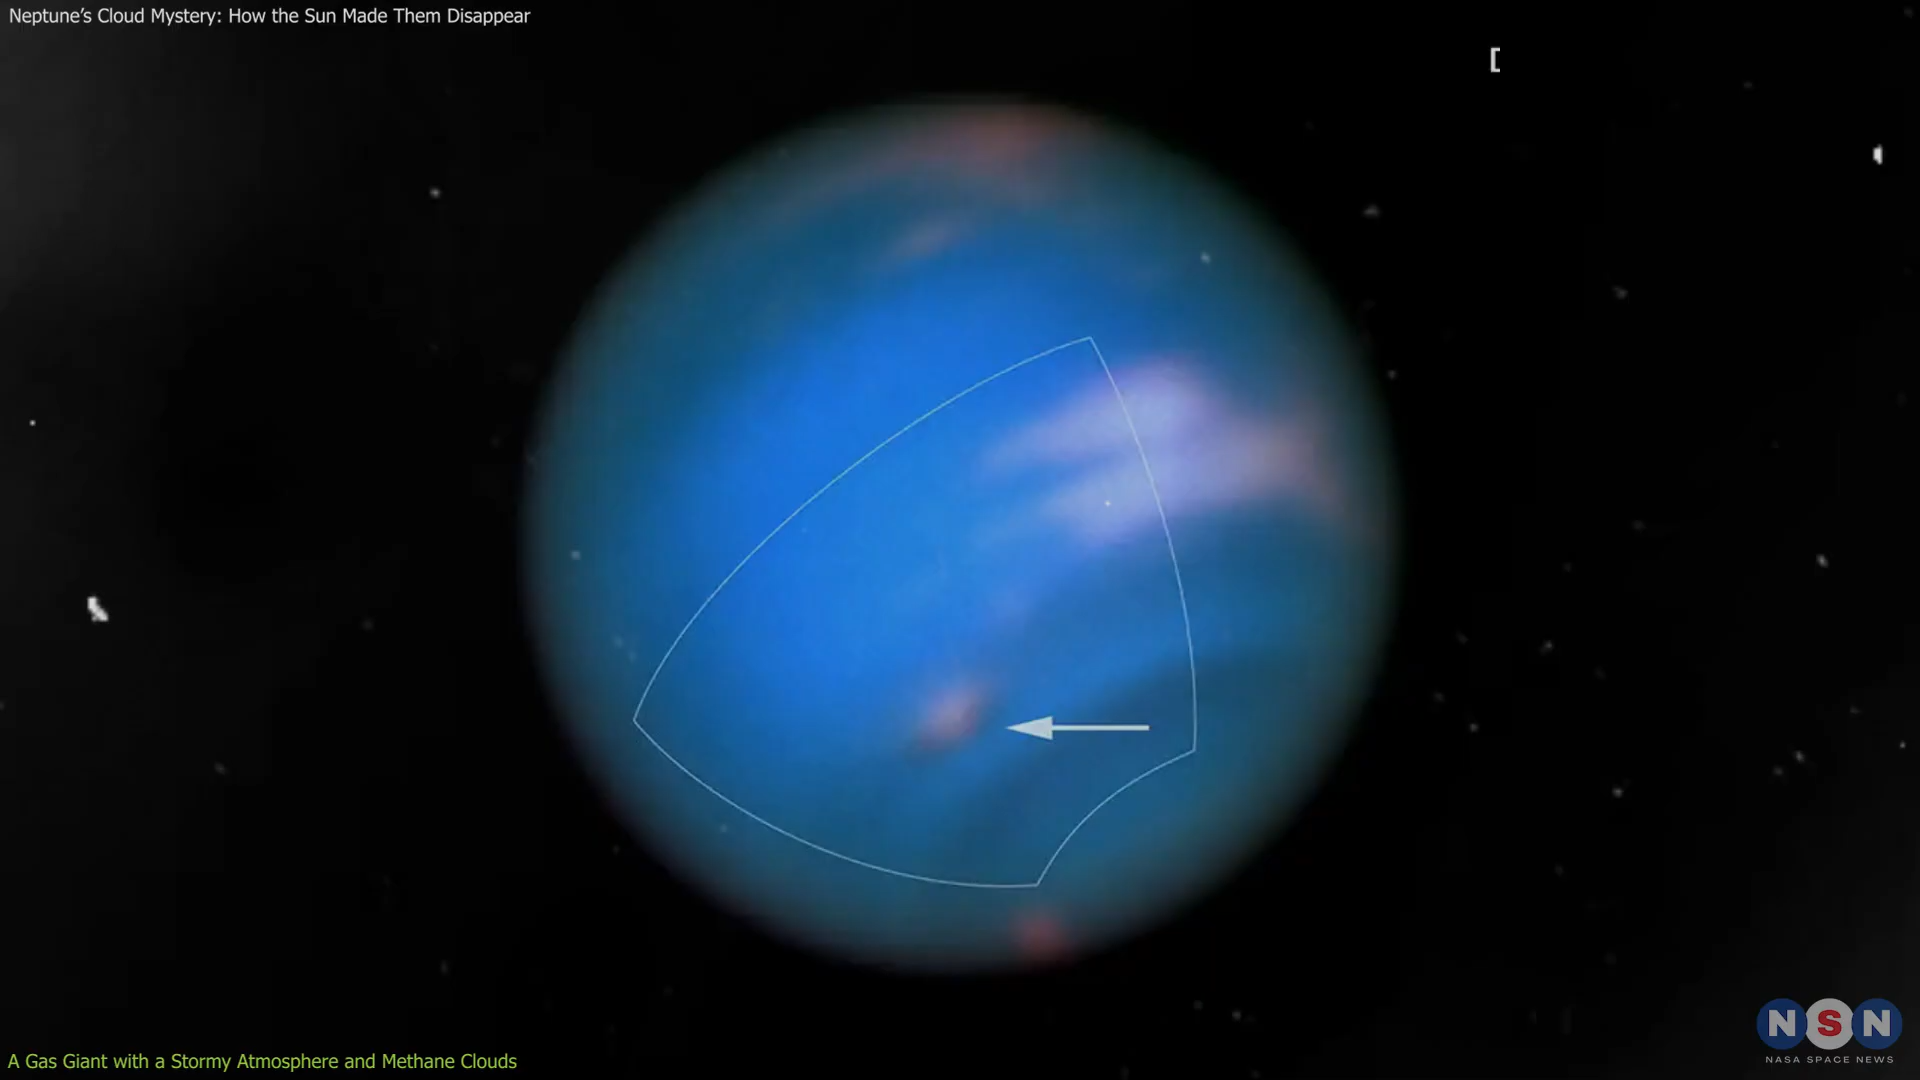 Neptune’s Cloud Mystery: How the Sun Made Them Disappear
[
A Gas Giant with a Stormy Atmosphere and Methane Clouds
NSN
NASA SPACE NEWS